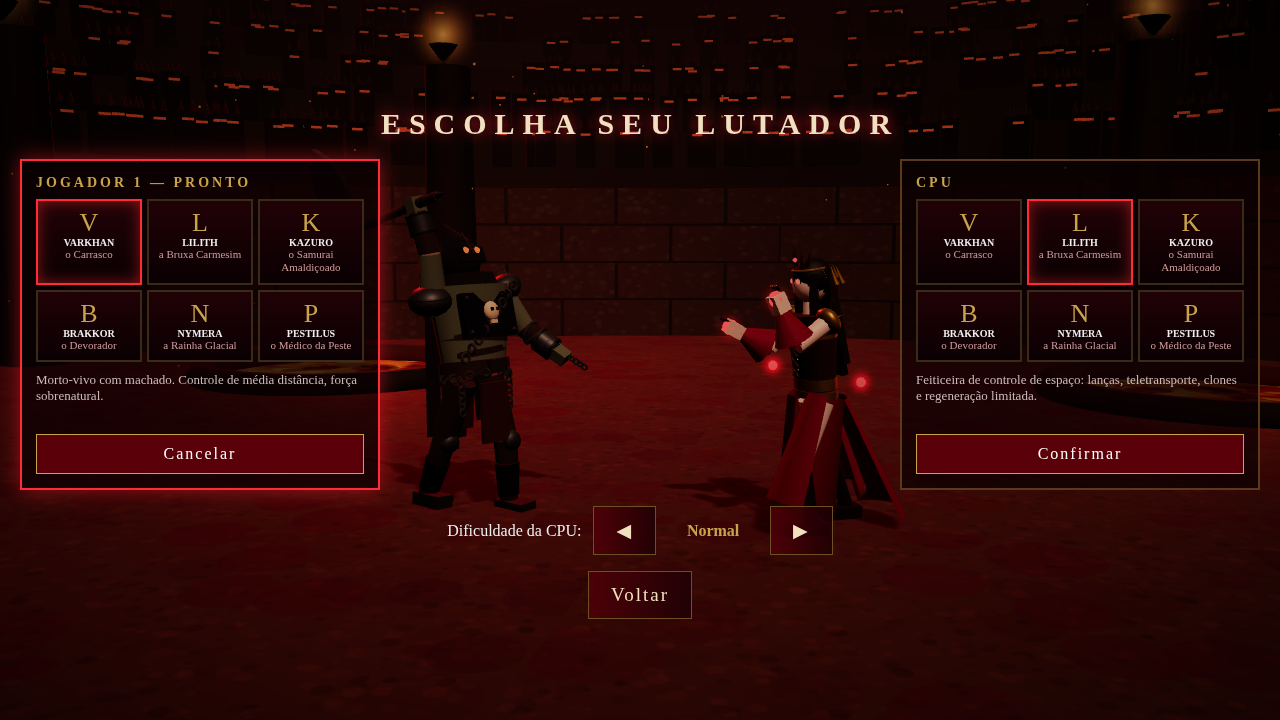 ESCOLHA SEU LUTADOR
JOGADOR 1 — PRONTO
V
VARKHAN
o Carrasco
L
LILITH
a Bruxa Carmesim
K
KAZURO
o Samurai
Amaldiçoado
B
BRAKKOR
o Devorador
N
NYMERA
a Rainha Glacial
P
PESTILUS
o Médico da Peste
Morto-vivo com machado. Controle de média distância, força
sobrenatural.
Cancelar
CPU
V
VARKHAN
o Carrasco
L
LILITH
a Bruxa Carmesim
K
KAZURO
o Samurai
Amaldiçoado
B
BRAKKOR
o Devorador
N
NYMERA
a Rainha Glacial
P
PESTILUS
o Médico da Peste
Feiticeira de controle de espaço: lanças, teletransporte, clones
e regeneração limitada.
Confirmar
Dificuldade da CPU: ◀ Normal ▶
Voltar